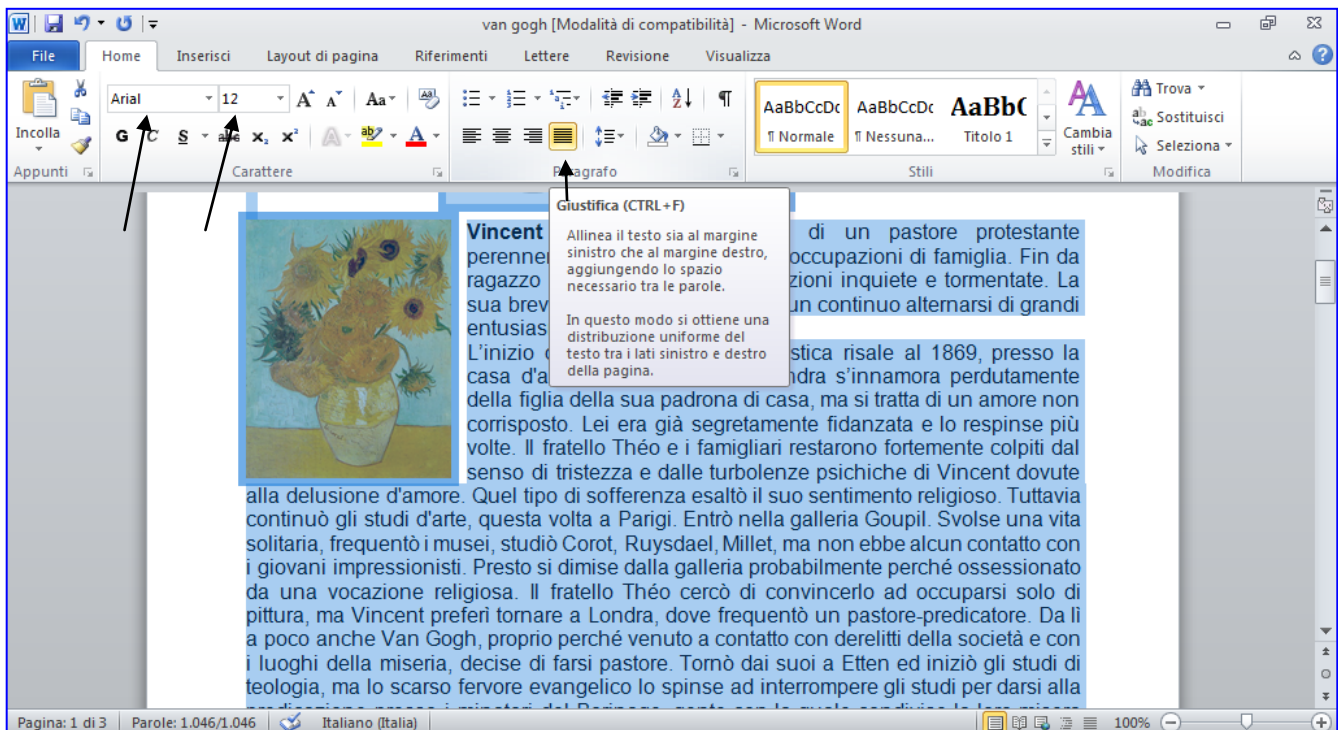 van gogh [Modalità di compatibilità] - Microsoft Word
File Home Inserisci Layout di pagina Riferimenti Lettere Revisione Visualizza
Incolla
Arial 12
G C S abc
Appunti Carattere Paragrafo Stili Modifica
AaBbCcDc AaBbCcDc AaBbC
¶ Normale ¶ Nessuna... Titolo 1
Cambia stili
Trova
Sostituisci
Seleziona
Giustifica (CTRL+F)
Allinea il testo sia al margine
sinistro che al margine destro,
aggiungendo lo spazio
necessario tra le parole.
In questo modo si ottiene una
distribuzione uniforme del
testo tra i lati sinistro e destro
della pagina.
Vincent di un pastore protestante
occupazioni di famiglia. Fin da
ragazzo inquiete e tormentate. La
sua un continuo alternarsi di grandi
L'inizio risale al 1869, presso la
casa s'innamora perdutamente
della figlia della sua padrona di casa, ma si tratta di un amore non
corrisposto. Lei era già segretamente fidanzata e lo respinse più
volte. Il fratello Théo e i famigliari restarono fortemente colpiti dal
senso di tristezza e dalle turbolenze psichiche di Vincent dovute
alla delusione d'amore. Quel tipo di sofferenza esaltò il suo sentimento religioso. Tuttavia
continuò gli studi d'arte, questa volta a Parigi. Entrò nella galleria Goupil. Svolse una vita
solitaria, frequentò i musei, studiò Corot, Ruysdael, Millet, ma non ebbe alcun contatto con
i giovani impressionisti. Presto si dimise dalla galleria probabilmente perché ossessionato
da una vocazione religiosa. Il fratello Théo cercò di convincerlo ad occuparsi solo di
pittura, ma Vincent preferì tornare a Londra, dove frequentò un pastore-predicatore. Da lì
a poco anche Van Gogh, proprio perché venuto a contatto con derelitti della società e con
i luoghi della miseria, decise di farsi pastore. Tornò dai suoi a Etten ed iniziò gli studi di
teologia, ma lo scarso fervore evangelico lo spinse ad interrompere gli studi per darsi alla
Pagina: 1 di 3 Parole: 1.046/1.046 Italiano (Italia) 100%